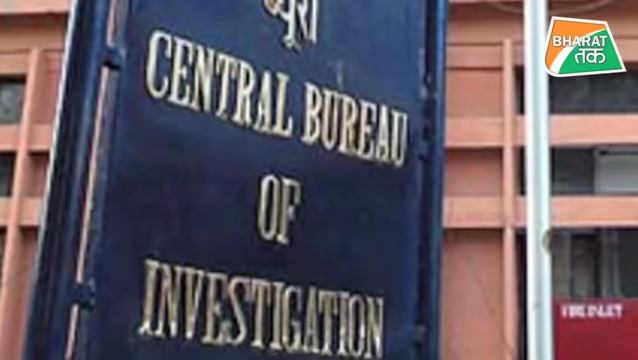 ब्यूरो
CENTRAL BUREAU
OF
INVESTIGATION
BHARAT
तक
FIRE INLET